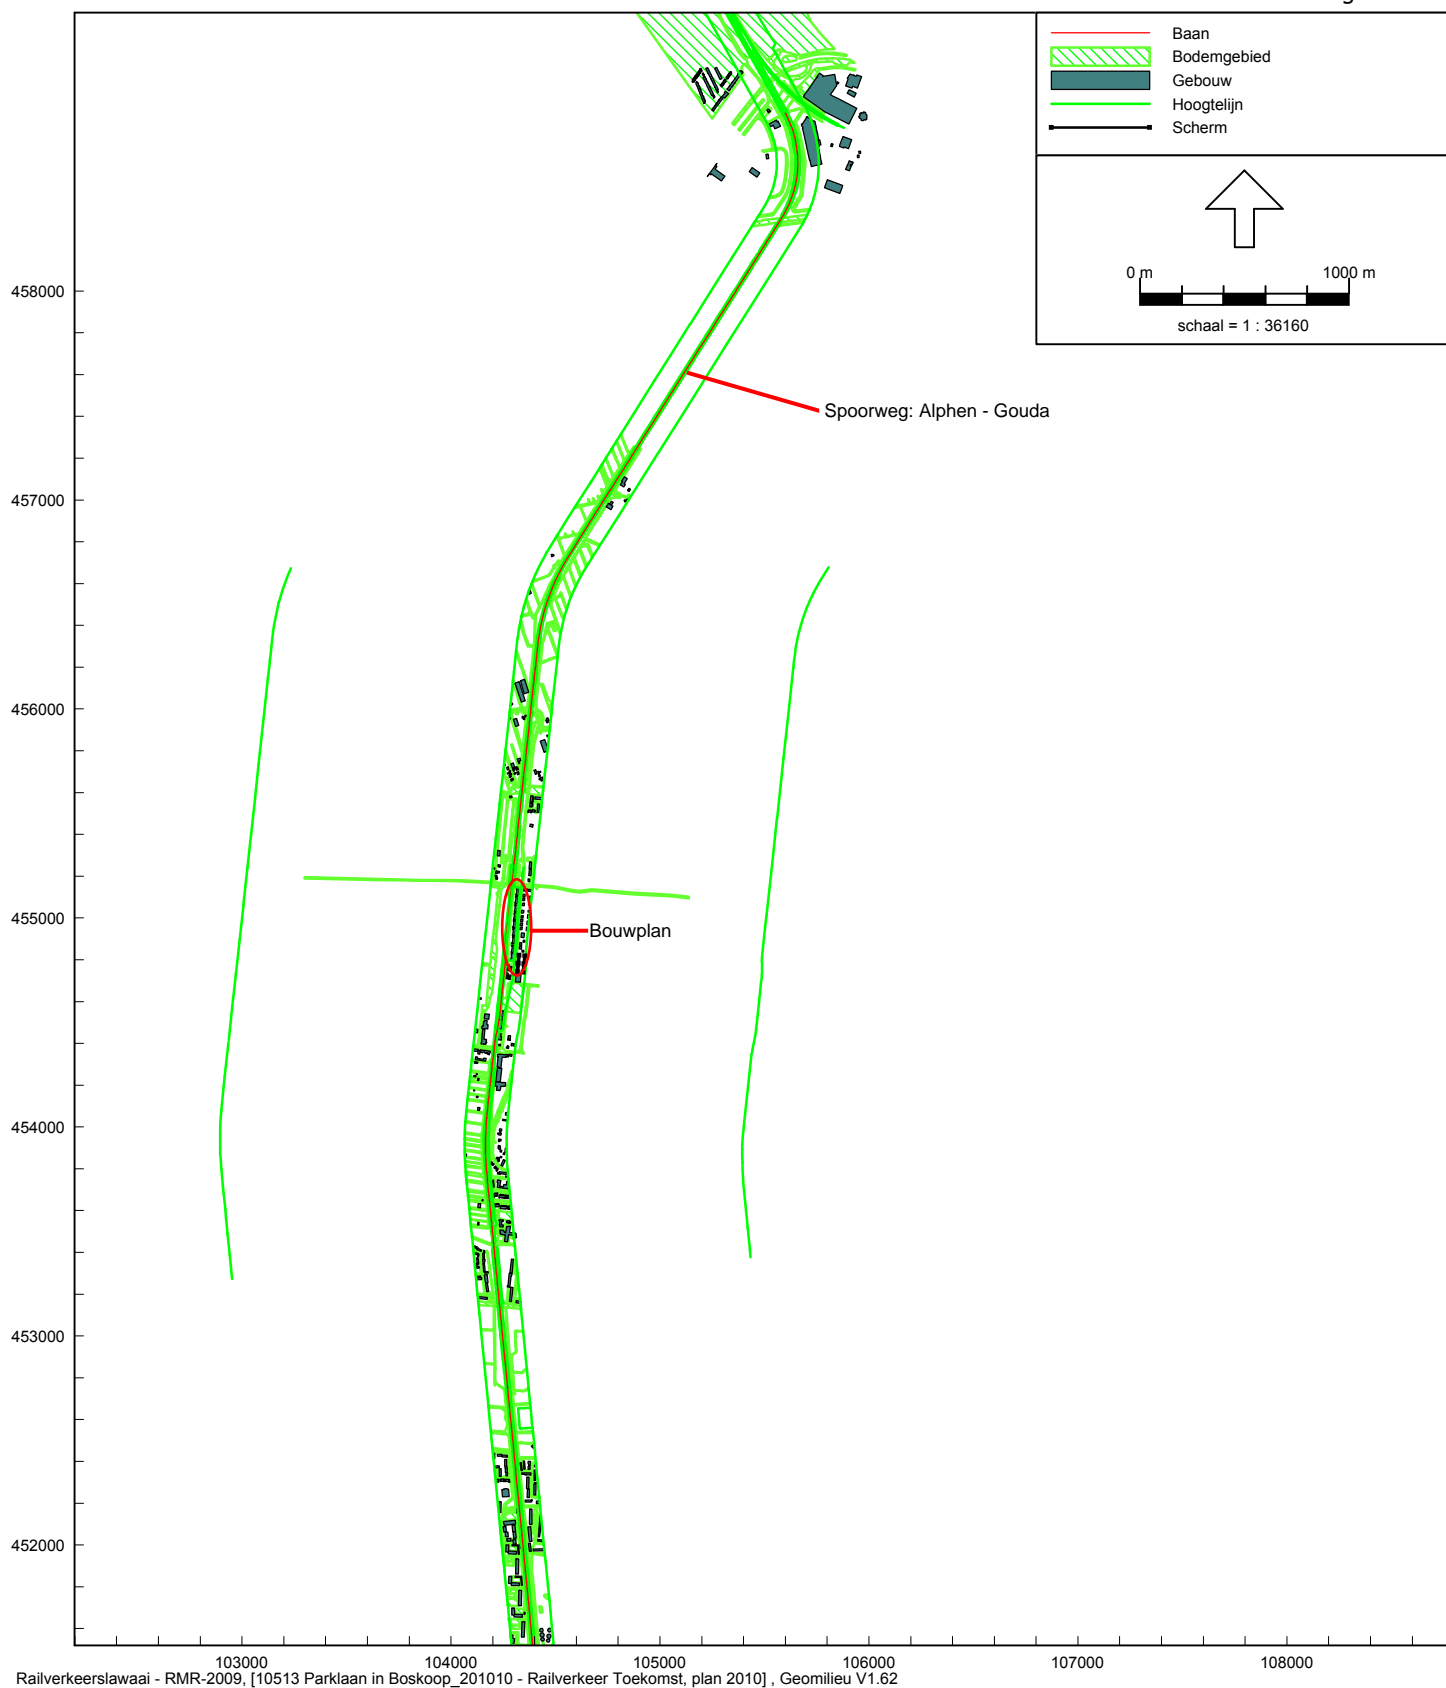 Baan
Bodemgebied
Gebouw
Hoogtelijn
Scherm
0 m 1000 m
schaal = 1 : 36160
458000
Spoorweg: Alphen - Gouda
457000
456000
455000
Bouwplan
454000
453000
452000
103000 104000 105000 106000 107000 108000
Railverkeerslawaai - RMR-2009, [10513 Parklaan in Boskoop_201010 - Railverkeer Toekomst, plan 2010] , Geomilieu V1.62